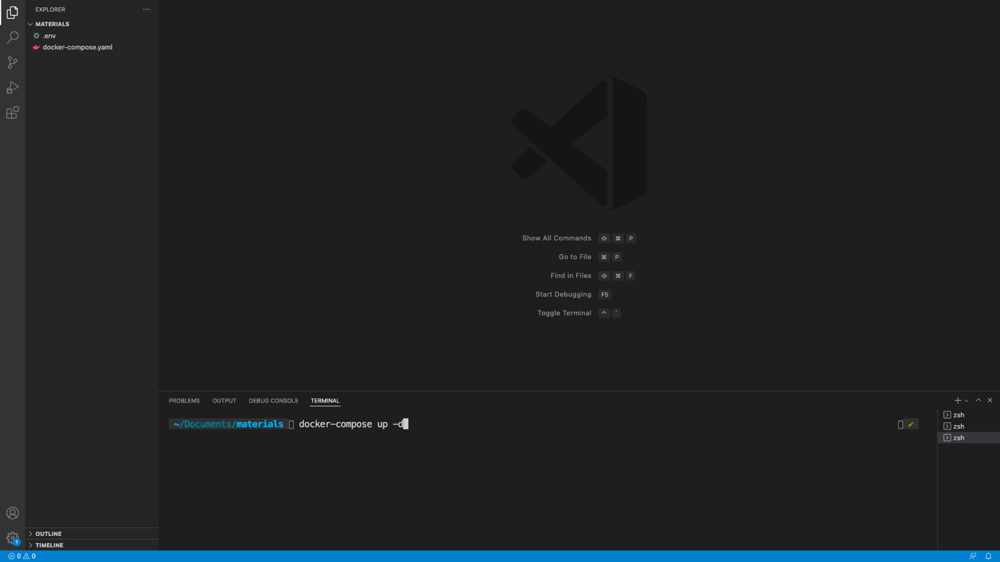 EXPLORER
MATERIALS
.env
docker-compose.yaml
Show All Commands ⇧ ⌘ P
Go to File ⌘ P
Find in Files ⇧ ⌘ F
Start Debugging F5
Toggle Terminal ^ `
PROBLEMS OUTPUT DEBUG CONSOLE TERMINAL
~/Documents/materials docker-compose up -d
zsh
zsh
zsh
OUTLINE
1
TIMELINE
0 0